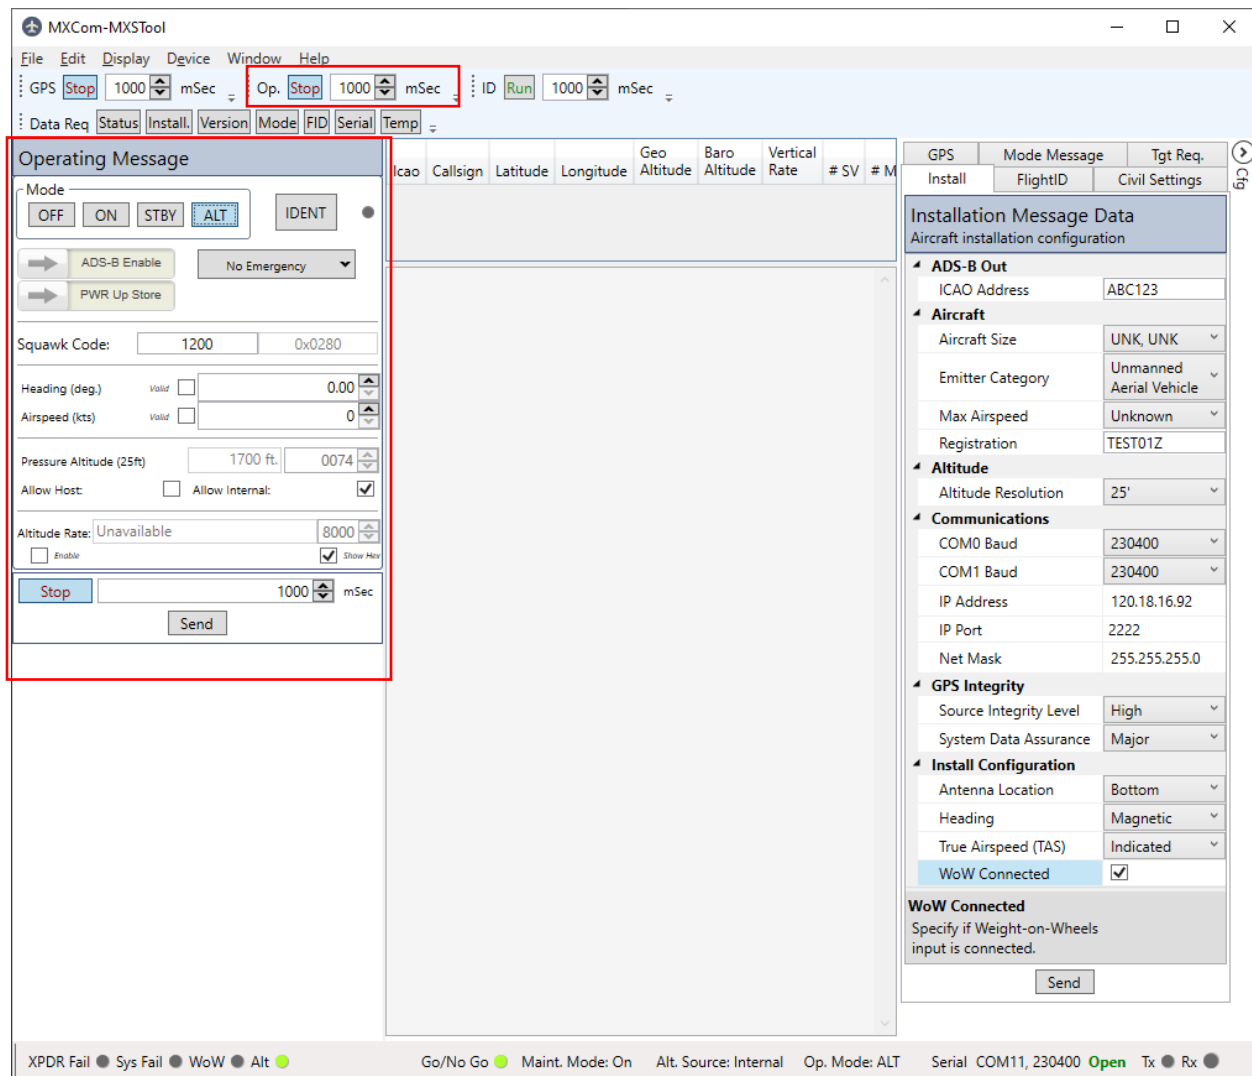 MXCom-MXSTool
File Edit Display Device Window Help
GPS Stop 1000 mSec Op. Stop 1000 mSec ID Run 1000 mSec
Data Req Status Install. Version Mode FID Serial Temp
Operating Message
Mode
OFF ON STBY ALT IDENT
ADS-B Enable No Emergency
PWR Up Store
Squawk Code: 1200 0x0280
Heading (deg.) Valid 0.00
Airspeed (kts) Valid 0
Pressure Altitude (25ft) 1700 ft. 0074
Allow Host: Allow Internal:
Altitude Rate: Unavailable 8000
Enable Show Hex
Stop 1000 mSec
Send
Icao Callsign Latitude Longitude Geo Altitude Baro Altitude Vertical Rate # SV # M
GPS Mode Message Tgt Req.
Install FlightID Civil Settings
Cfg
Installation Message Data
Aircraft installation configuration
ADS-B Out
ICAO Address ABC123
Aircraft
Aircraft Size UNK, UNK
Emitter Category Unmanned Aerial Vehicle
Max Airspeed Unknown
Registration TEST01Z
Altitude
Altitude Resolution 25'
Communications
COM0 Baud 230400
COM1 Baud 230400
IP Address 120.18.16.92
IP Port 2222
Net Mask 255.255.255.0
GPS Integrity
Source Integrity Level High
System Data Assurance Major
Install Configuration
Antenna Location Bottom
Heading Magnetic
True Airspeed (TAS) Indicated
WoW Connected
WoW Connected
Specify if Weight-on-Wheels
input is connected.
Send
XPDR Fail Sys Fail WoW Alt Go/No Go Maint. Mode: On Alt. Source: Internal Op. Mode: ALT Serial COM11, 230400 Open Tx Rx